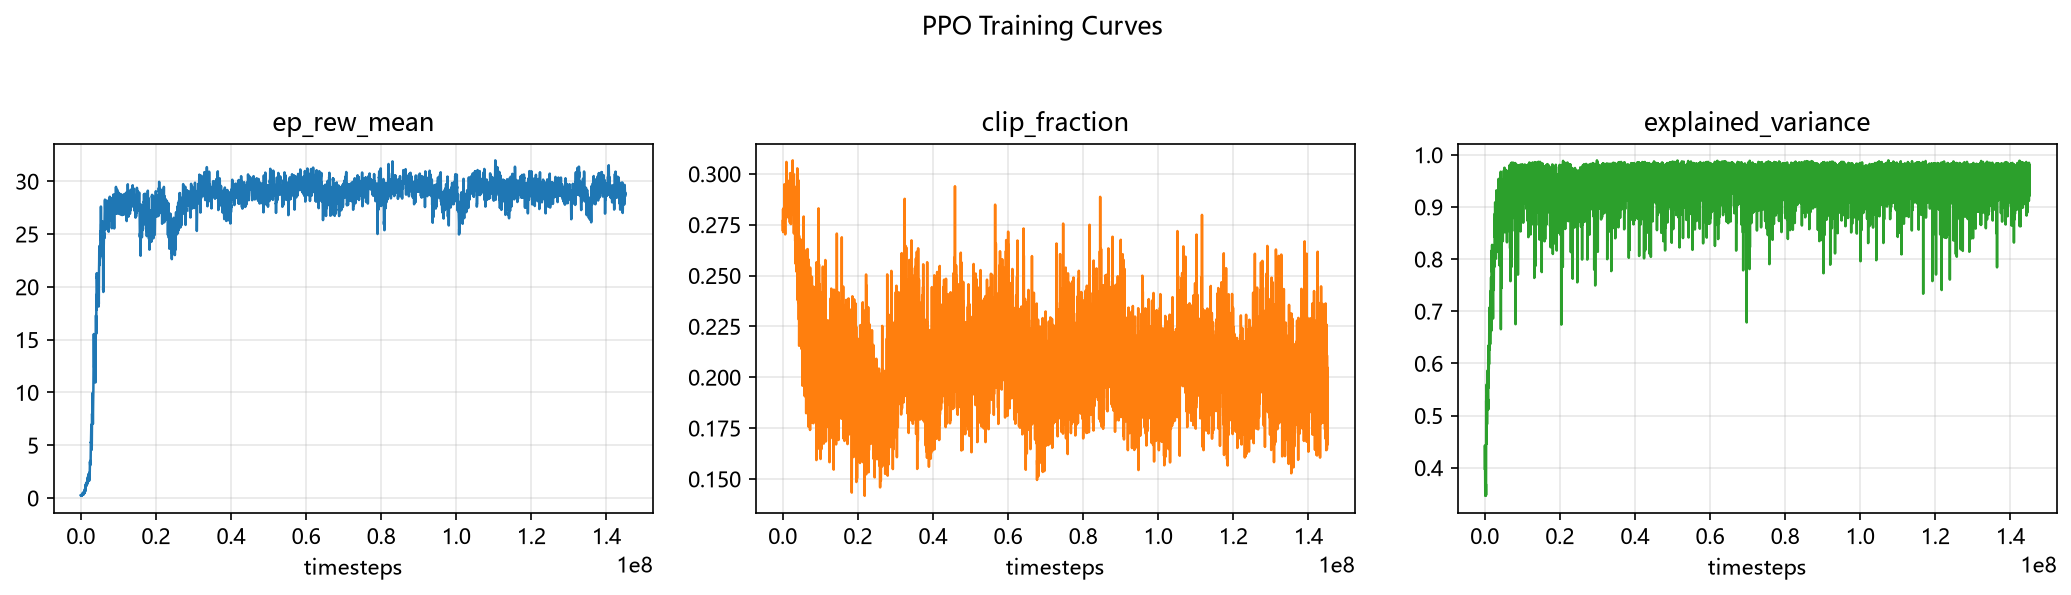 PPO Training Curves
ep_rew_mean
30
25
20
15
10
5
0
0.0 0.2 0.4 0.6 0.8 1.0 1.2 1.4
1e8
timesteps
clip_fraction
0.300
0.275
0.250
0.225
0.200
0.175
0.150
0.0 0.2 0.4 0.6 0.8 1.0 1.2 1.4
1e8
timesteps
explained_variance
1.0
0.9
0.8
0.7
0.6
0.5
0.4
0.0 0.2 0.4 0.6 0.8 1.0 1.2 1.4
1e8
timesteps